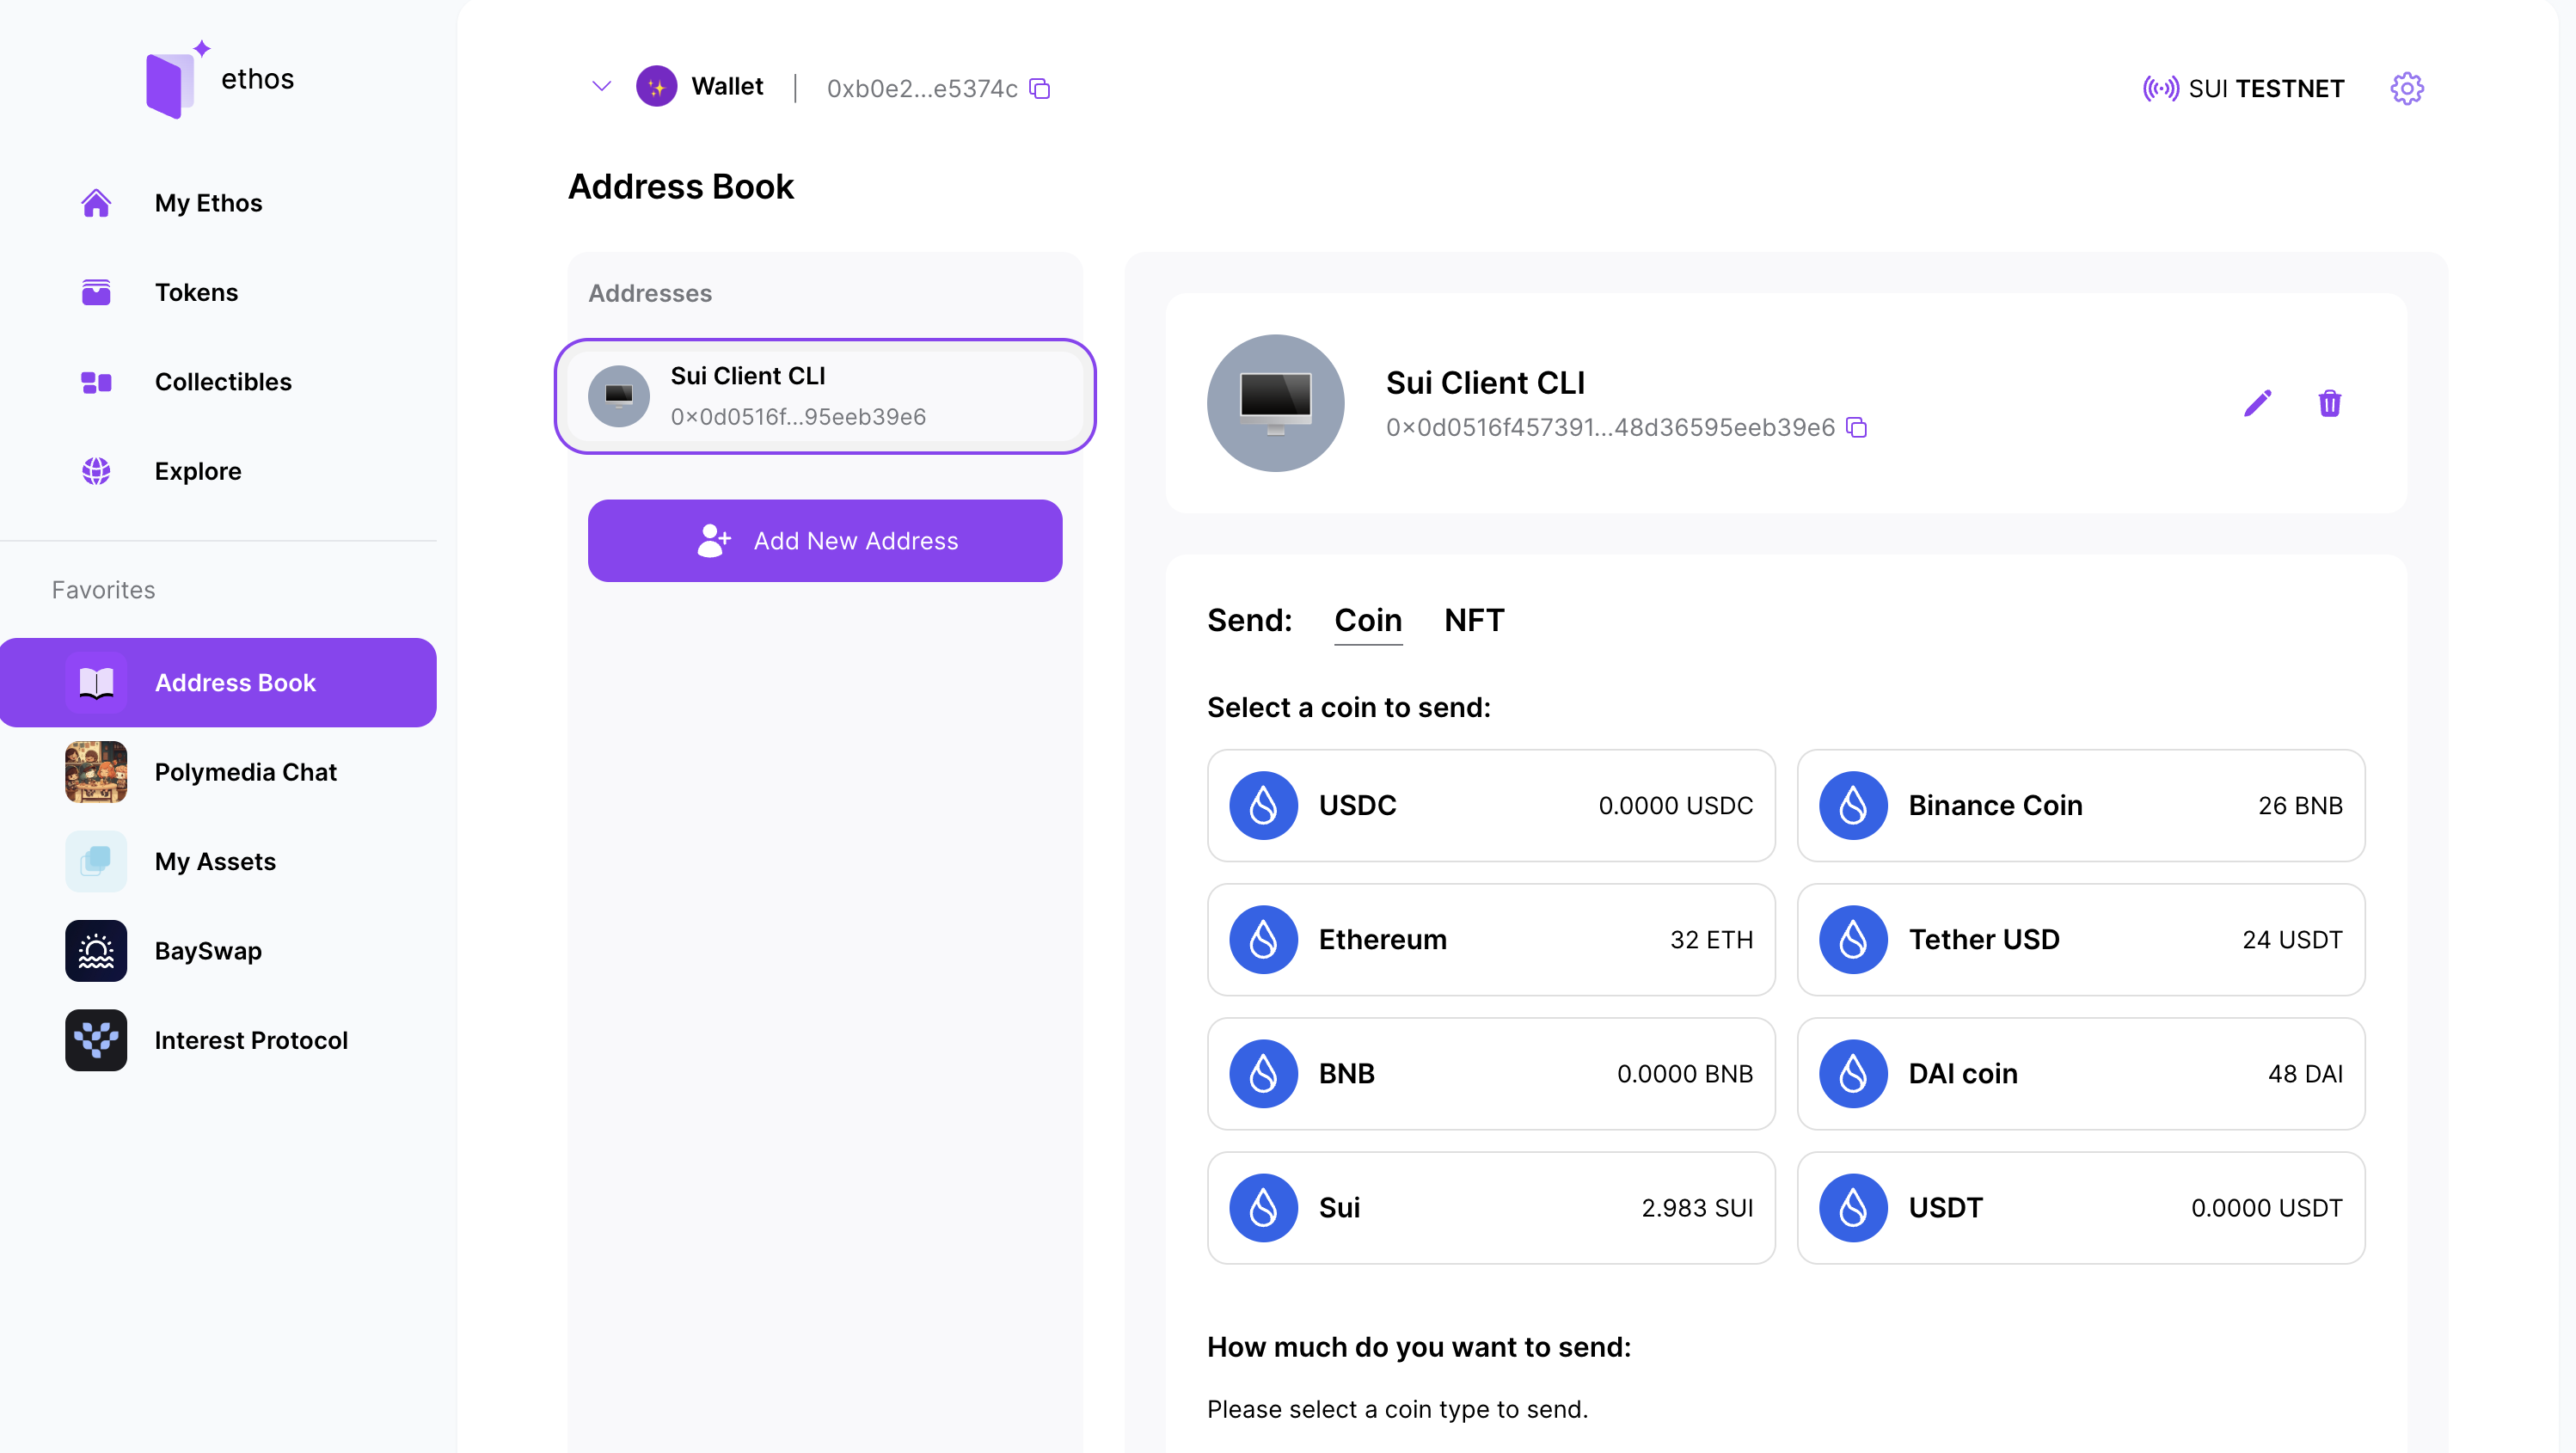 ethos
My Ethos
Tokens
Collectibles
Explore
Favorites
Address Book
Polymedia Chat
My Assets
BaySwap
Interest Protocol
Wallet | 0xb0e2...e5374c
SUI TESTNET
Address Book
Addresses
Sui Client CLI
0×0d0516f...95eeb39e6
Add New Address
Sui Client CLI
0×0d0516f457391...48d36595eeb39e6
Send: Coin NFT
Select a coin to send:
USDC 0.0000 USDC
Binance Coin 26 BNB
Ethereum 32 ETH
Tether USD 24 USDT
BNB 0.0000 BNB
DAI coin 48 DAI
Sui 2.983 SUI
USDT 0.0000 USDT
How much do you want to send:
Please select a coin type to send.